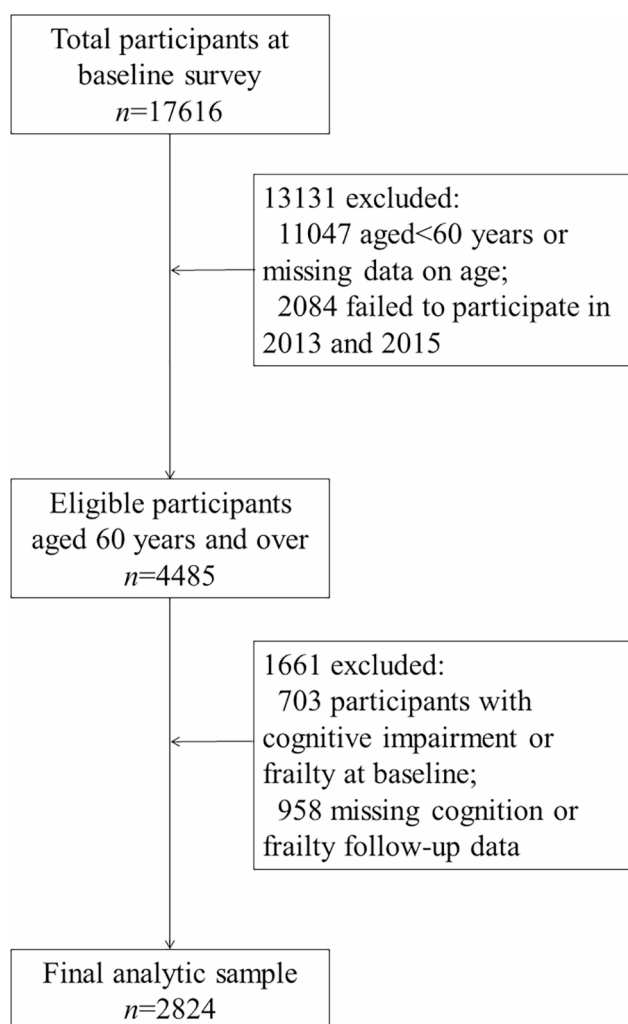 Total participants at
baseline survey
n=17616
13131 excluded:
11047 aged<60 years or
missing data on age;
2084 failed to participate in
2013 and 2015
Eligible participants
aged 60 years and over
n=4485
1661 excluded:
703 participants with
cognitive impairment or
frailty at baseline;
958 missing cognition or
frailty follow-up data
Final analytic sample
n=2824